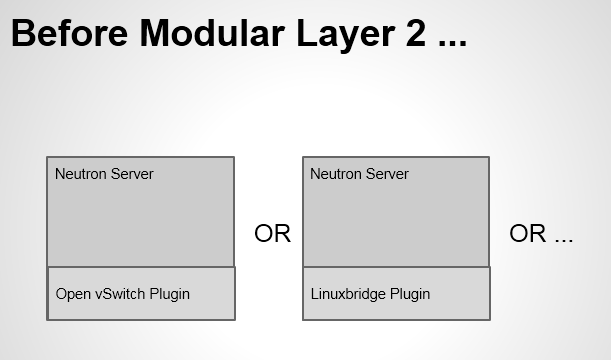 Before Modular Layer 2 ...
Neutron Server
Open vSwitch Plugin
OR
Neutron Server
Linuxbridge Plugin
OR ...